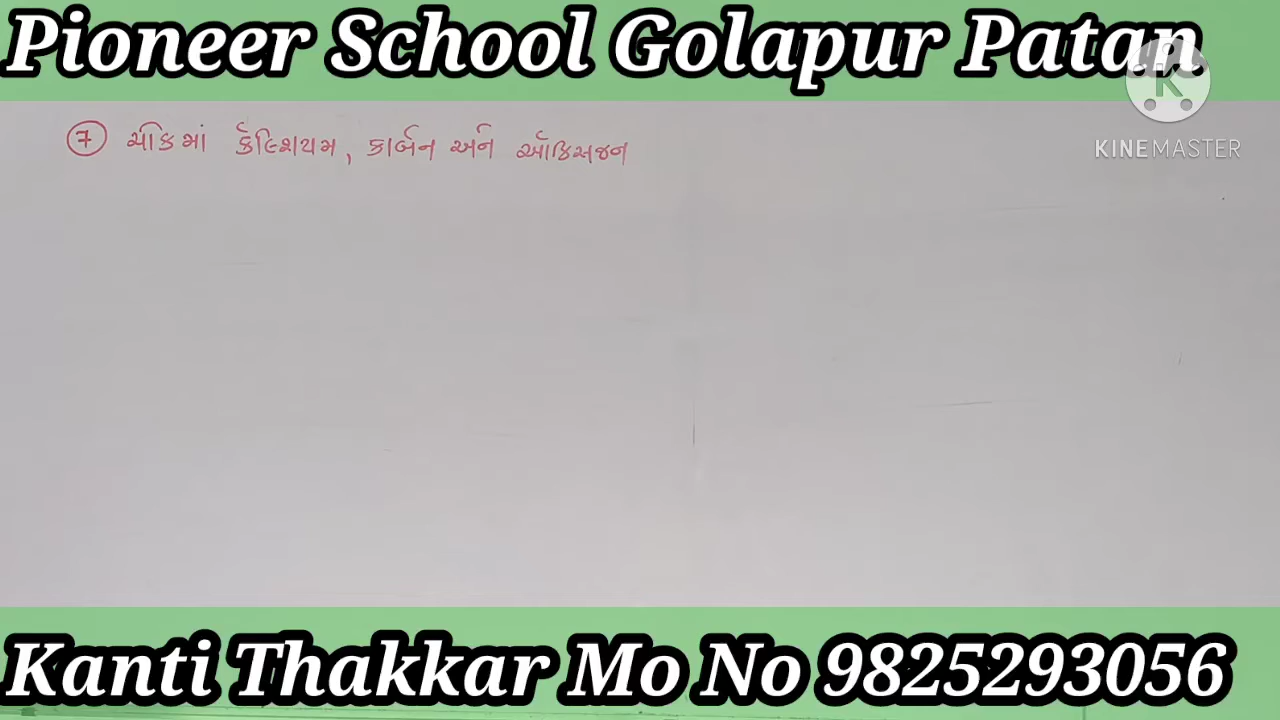 Pioneer School Golapur Patan
KINEMASTER
7 ચોકમાં કેલ્શિયમ, કાર્બન અને ઑક્સિજન
Kanti Thakkar Mo No 9825293056